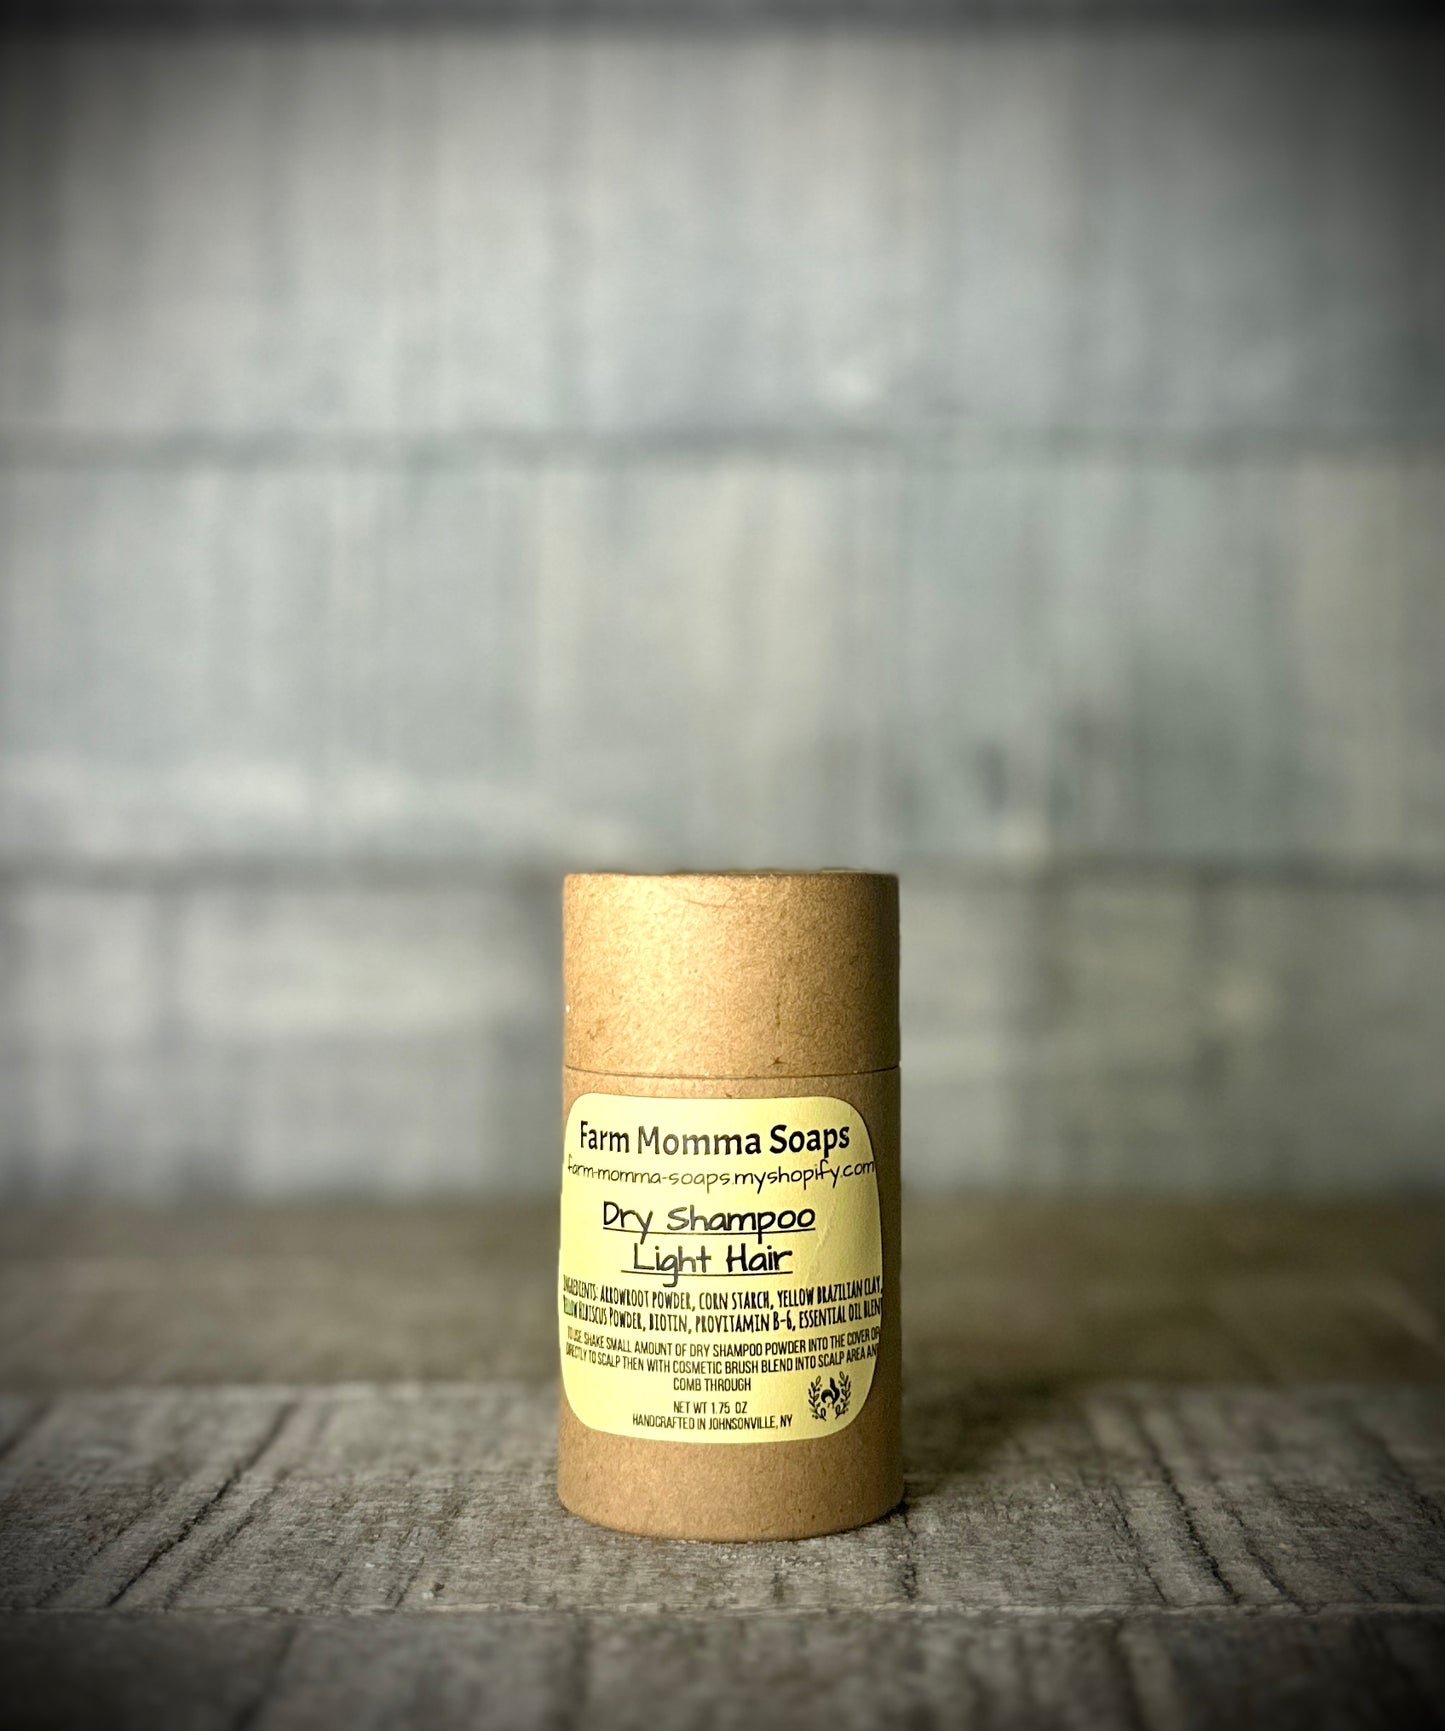 Farm Momma Soaps
farm-momma-soaps.myshopify.com
Dry Shampoo
Light Hair
INGREDIENTS: ARROWROOT POWDER, CORN STARCH, YELLOW BRAZILIAN CLAY,
YELLOW HIBISCUS POWDER, BIOTIN, PROVITAMIN B-6, ESSENTIAL OIL BLEN
TO USE SHAKE SMALL AMOUNT OF DRY SHAMPOO POWDER INTO THE COVER OR
DIRECTLY TO SCALP THEN WITH COSMETIC BRUSH BLEND INTO SCALP AREA AN
COMB THROUGH
NET WT 1.75 OZ
HANDCRAFTED IN JOHNSONVILLE, NY